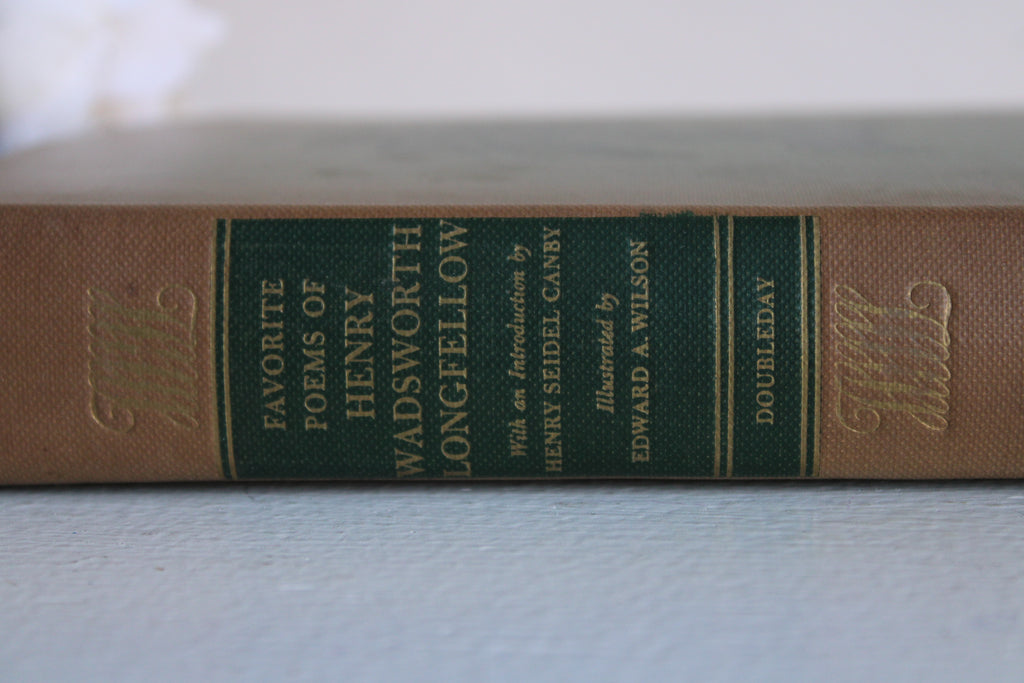 FAVORITE
POEMS OF
HENRY
WADSWORTH
LONGFELLOW
With an Introduction by
HENRY SEIDEL CANBY
Illustrated by
EDWARD A. WILSON
DOUBLEDAY